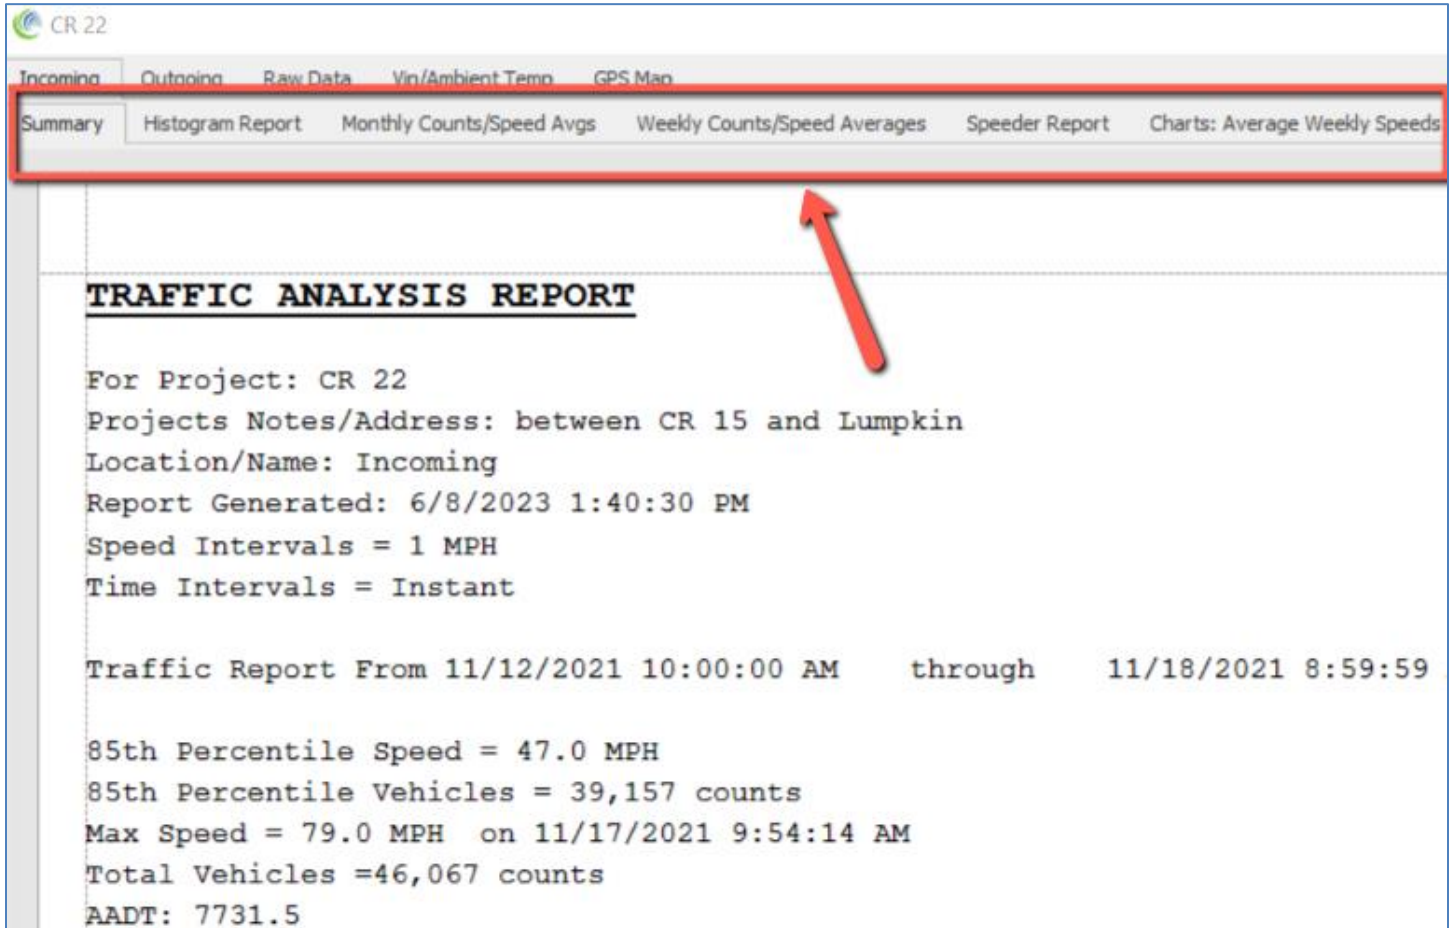 CR 22
Incoming Outgoing Raw Data Vin/Ambient Temp GPS Map
Summary Histogram Report Monthly Counts/Speed Avgs Weekly Counts/Speed Averages Speeder Report Charts: Average Weekly Speeds
TRAFFIC ANALYSIS REPORT
For Project: CR 22
Projects Notes/Address: between CR 15 and Lumpkin
Location/Name: Incoming
Report Generated: 6/8/2023 1:40:30 PM
Speed Intervals = 1 MPH
Time Intervals = Instant
Traffic Report From 11/12/2021 10:00:00 AM through 11/18/2021 8:59:59
85th Percentile Speed = 47.0 MPH
85th Percentile Vehicles = 39,157 counts
Max Speed = 79.0 MPH on 11/17/2021 9:54:14 AM
Total Vehicles =46,067 counts
AADT: 7731.5